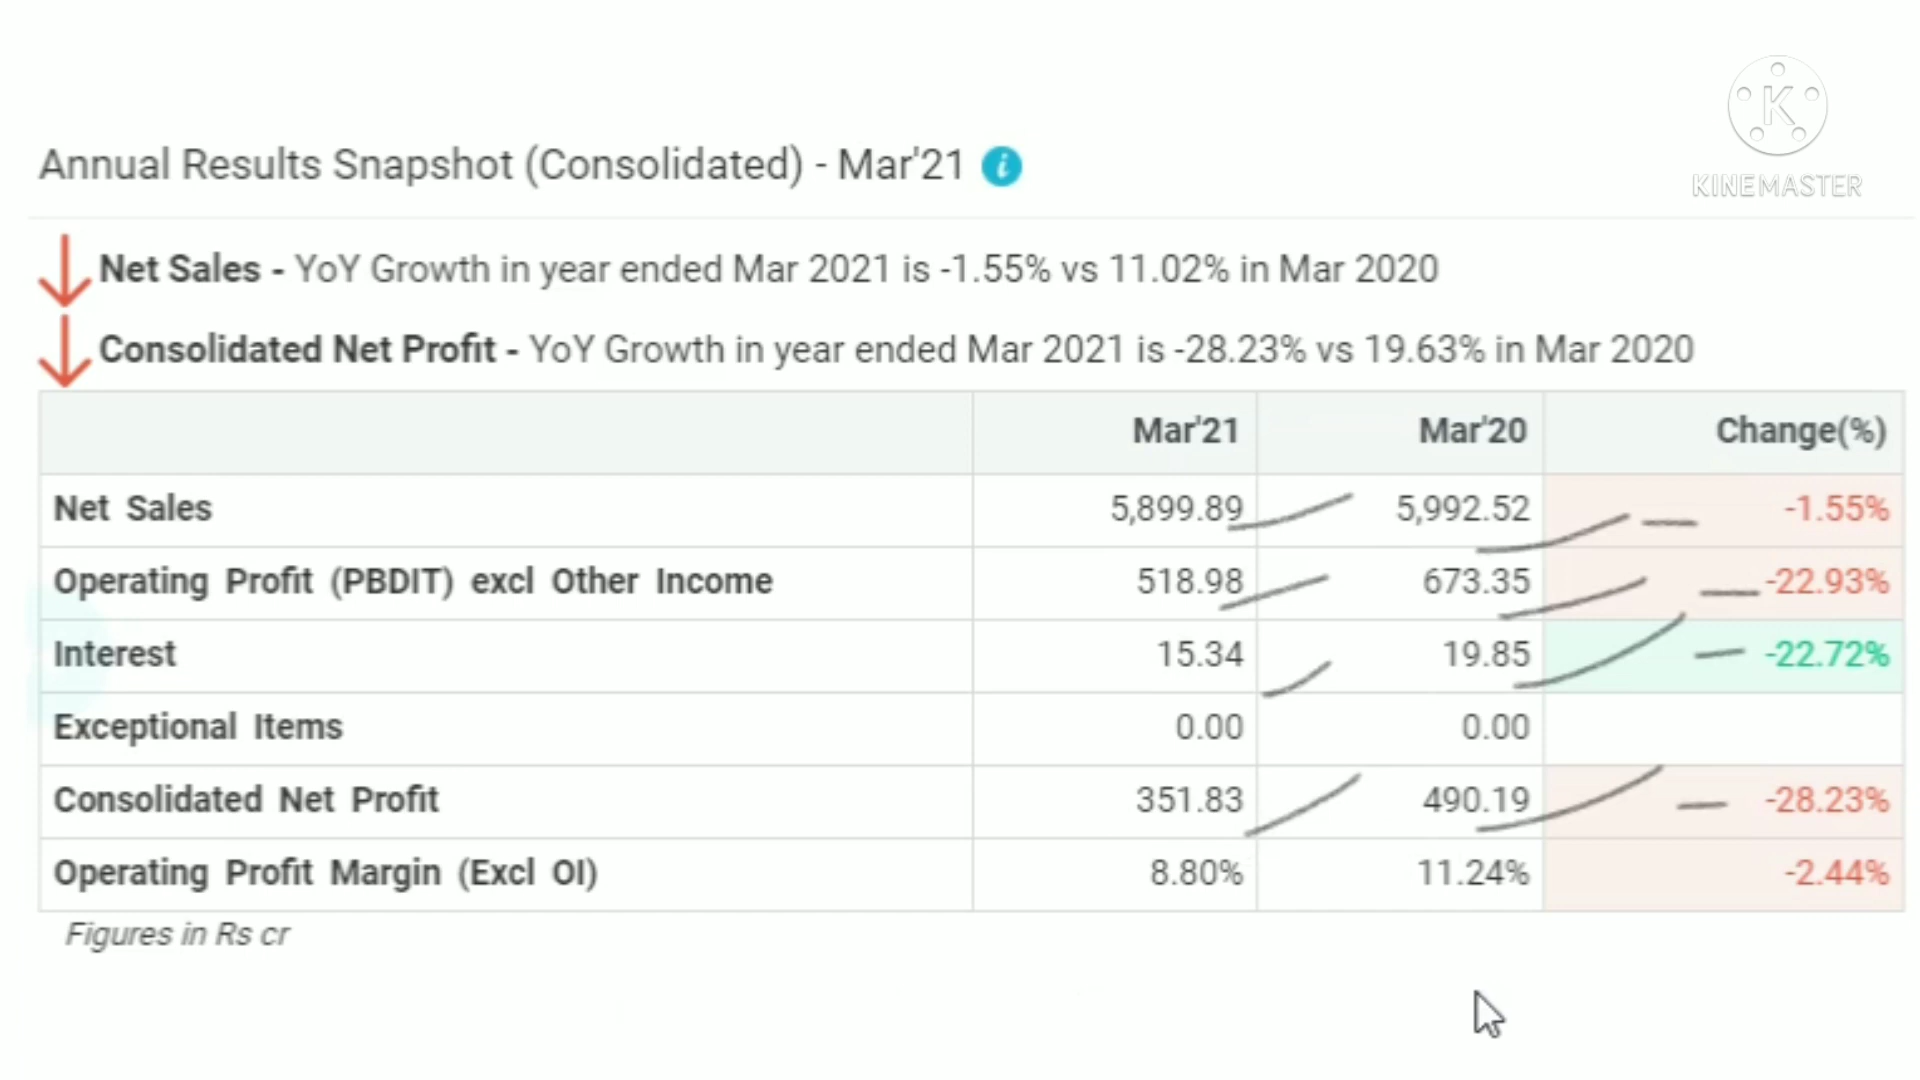 K
KINEMASTER
Annual Results Snapshot (Consolidated) - Mar'21 i
Net Sales - YoY Growth in year ended Mar 2021 is -1.55% vs 11.02% in Mar 2020
Consolidated Net Profit - YoY Growth in year ended Mar 2021 is -28.23% vs 19.63% in Mar 2020
Mar'21 Mar'20 Change(%)
Net Sales 5,899.89 5,992.52 -1.55%
Operating Profit (PBDIT) excl Other Income 518.98 673.35 -22.93%
Interest 15.34 19.85 -22.72%
Exceptional Items 0.00 0.00
Consolidated Net Profit 351.83 490.19 -28.23%
Operating Profit Margin (Excl OI) 8.80% 11.24% -2.44%
Figures in Rs cr